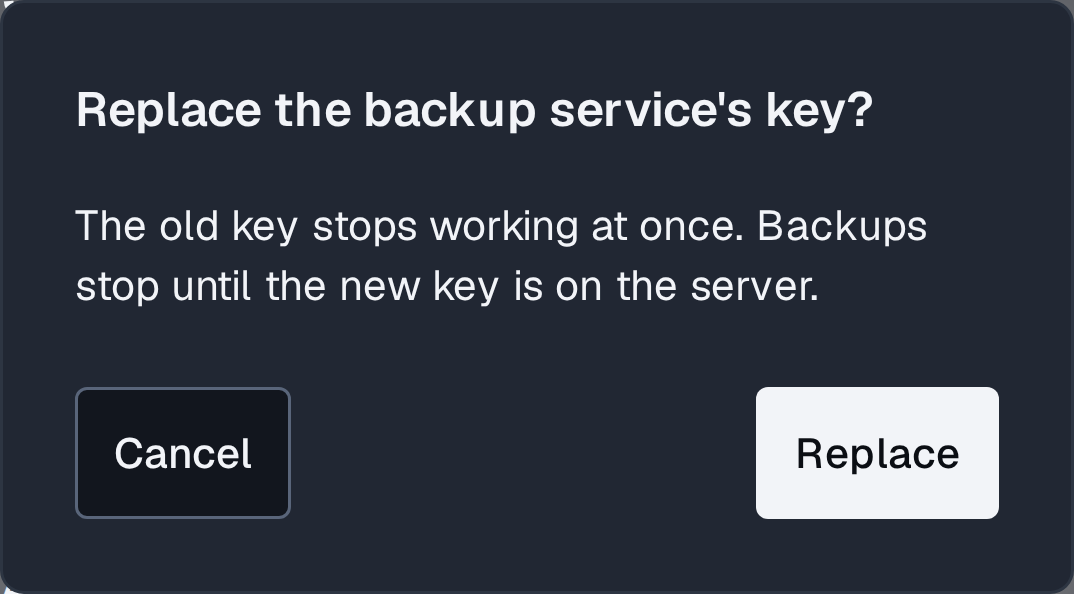 Replace the backup service's key?
The old key stops working at once. Backups
stop until the new key is on the server.
Cancel
Replace